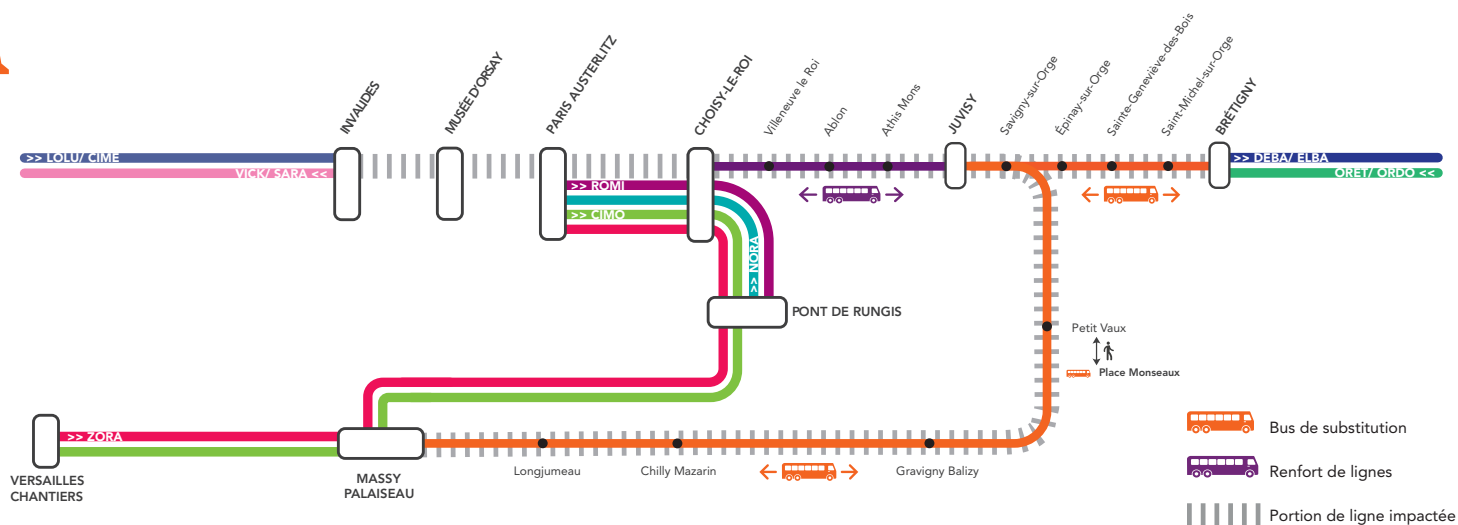 INVALIDES
MUSÉE D'ORSAY
PARIS AUSTERLITZ
CHOISY-LE-ROI
Villeneuve le Roi
Ablon
Athis Mons
JUVISY
Savigny-sur-Orge
Épinay-sur-Orge
Sainte-Geneviève-des-Bois
Saint-Michel-sur-Orge
BRÉTIGNY
>> LOLU/ CIME
VICK/ SARA <<
>> DEBA/ ELBA
ORET/ ORDO <<
>> ROMI
>> CIMO
>> NORA
PONT DE RUNGIS
Petit Vaux
Place Monseaux
>> ZORA
VERSAILLES
CHANTIERS
MASSY
PALAISEAU
Longjumeau
Chilly Mazarin
Gravigny Balizy
Bus de substitution
Renfort de lignes
Portion de ligne impactée